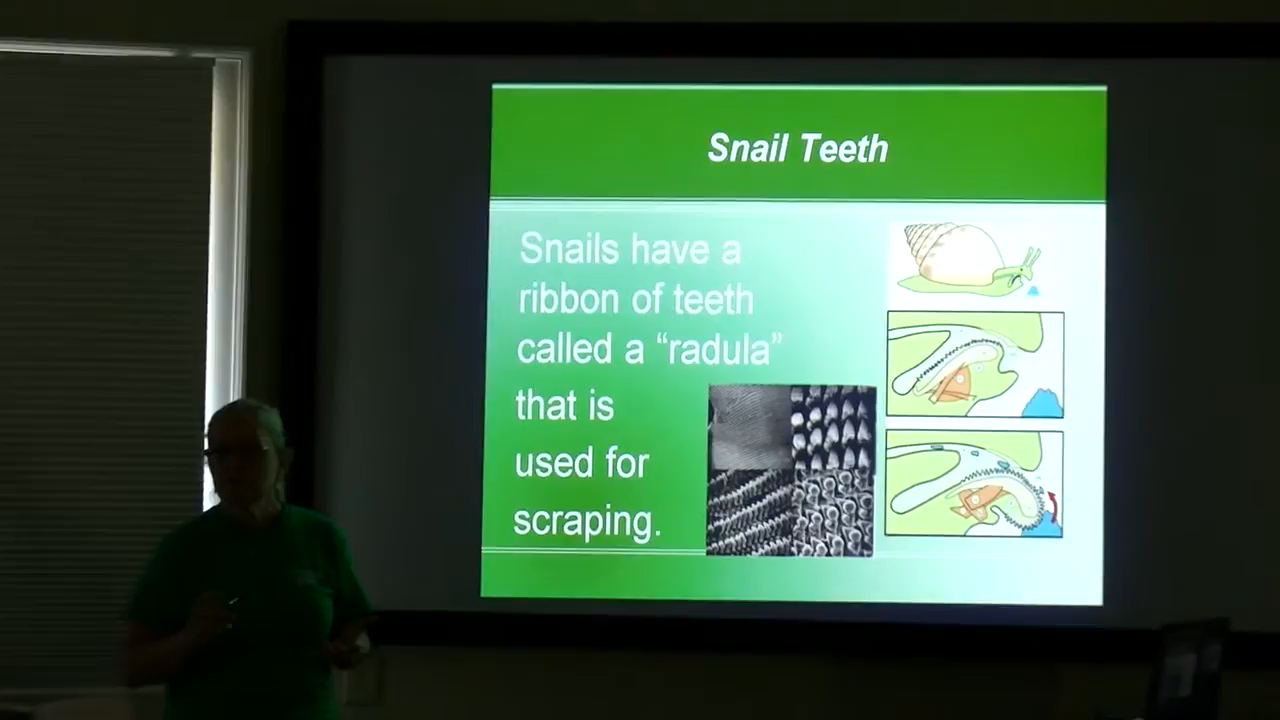 Snail Teeth
Snails have a
ribbon of teeth
called a “radula”
that is
used for
scraping.